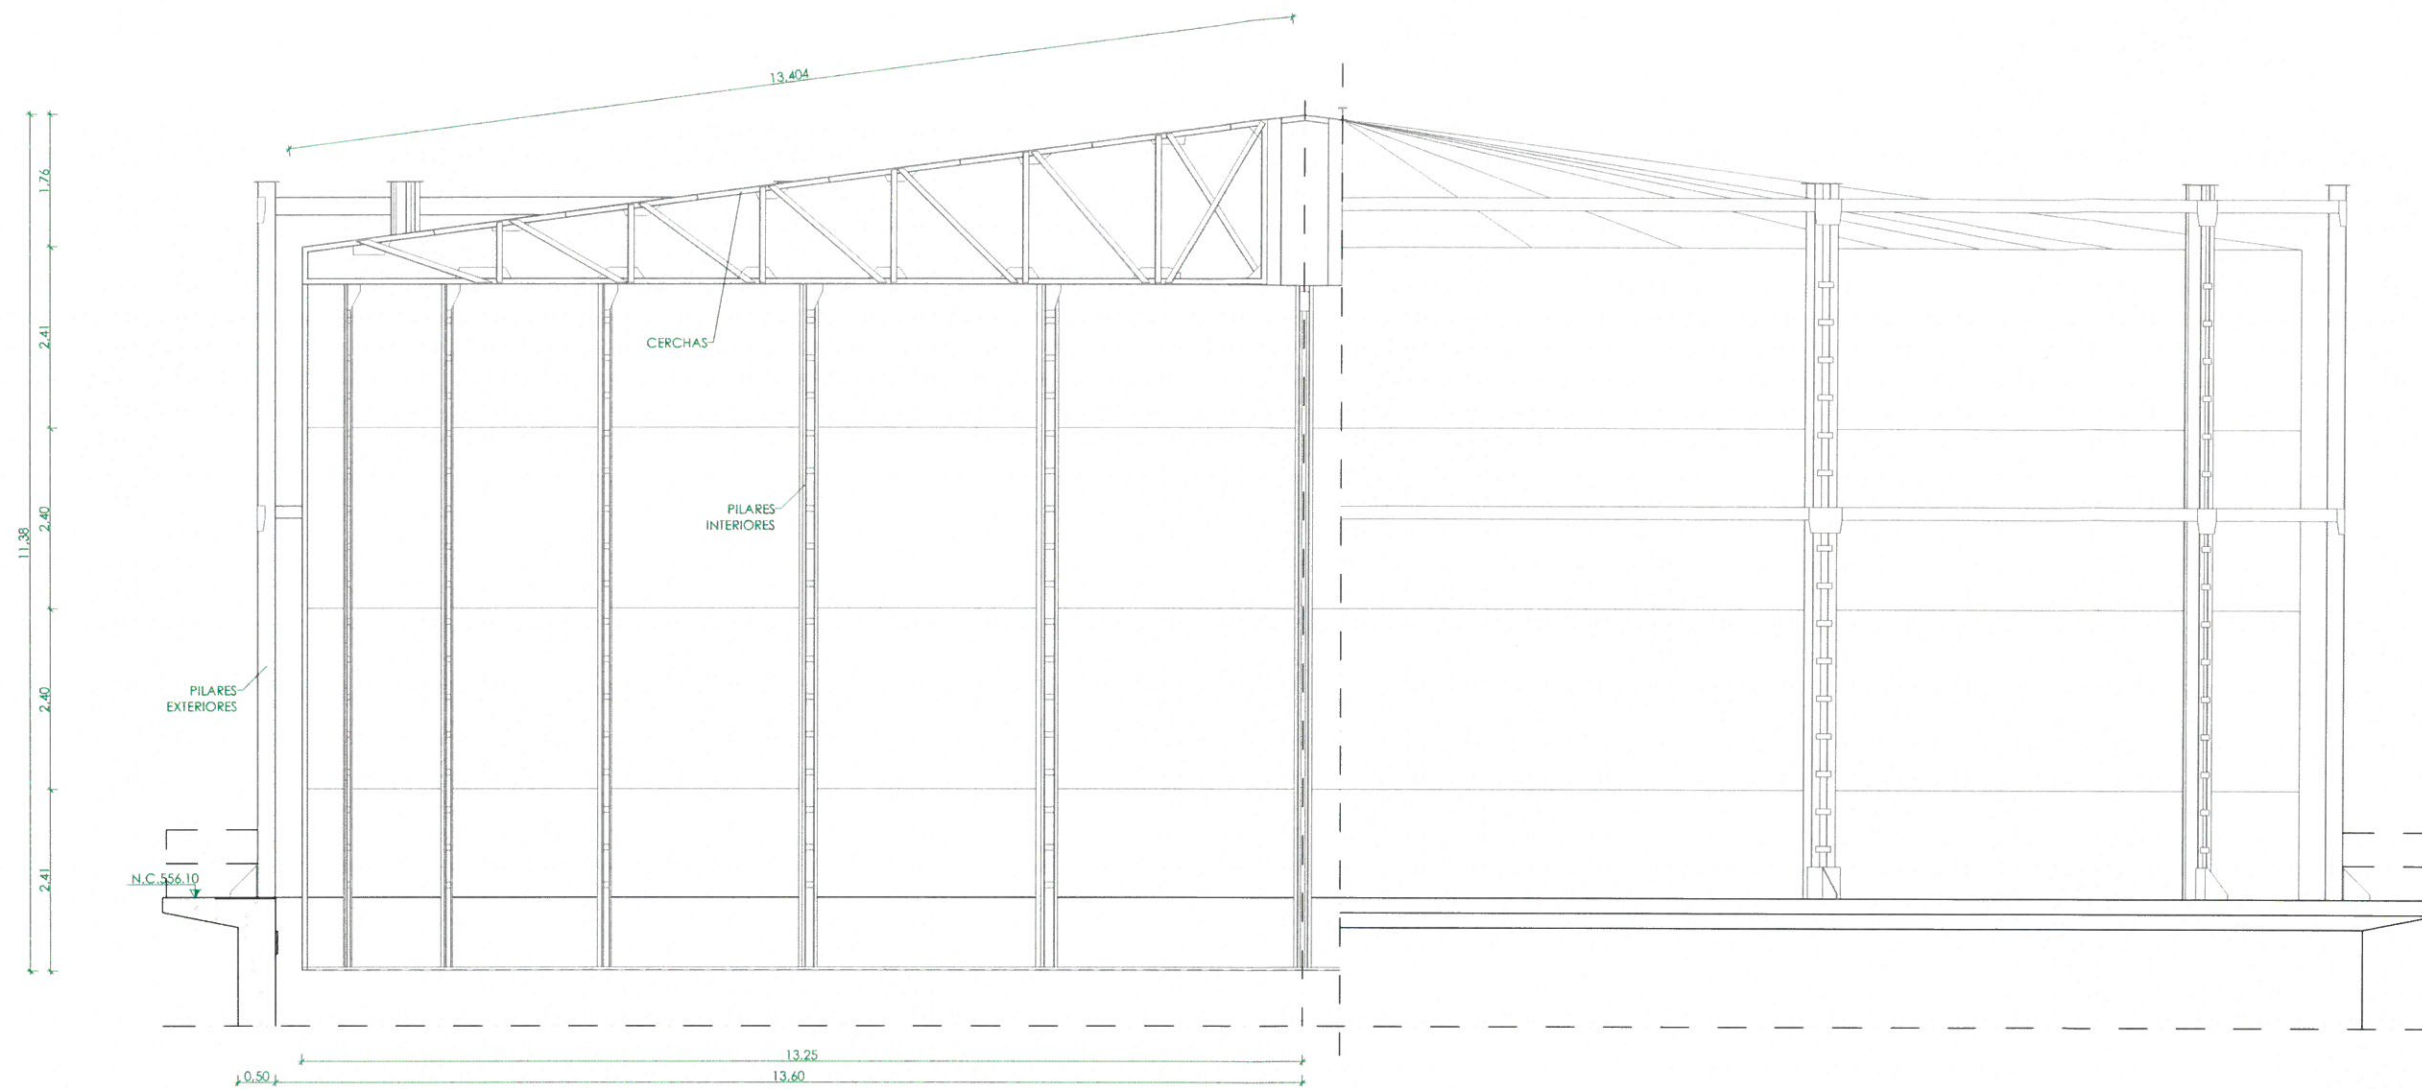 13.404
1.76
2.41
CERCHAS
11.38
2.40
PILARES
INTERIORES
2.40
PILARES
EXTERIORES
2.41
N.C.556.10
13.25
0.50
13.60